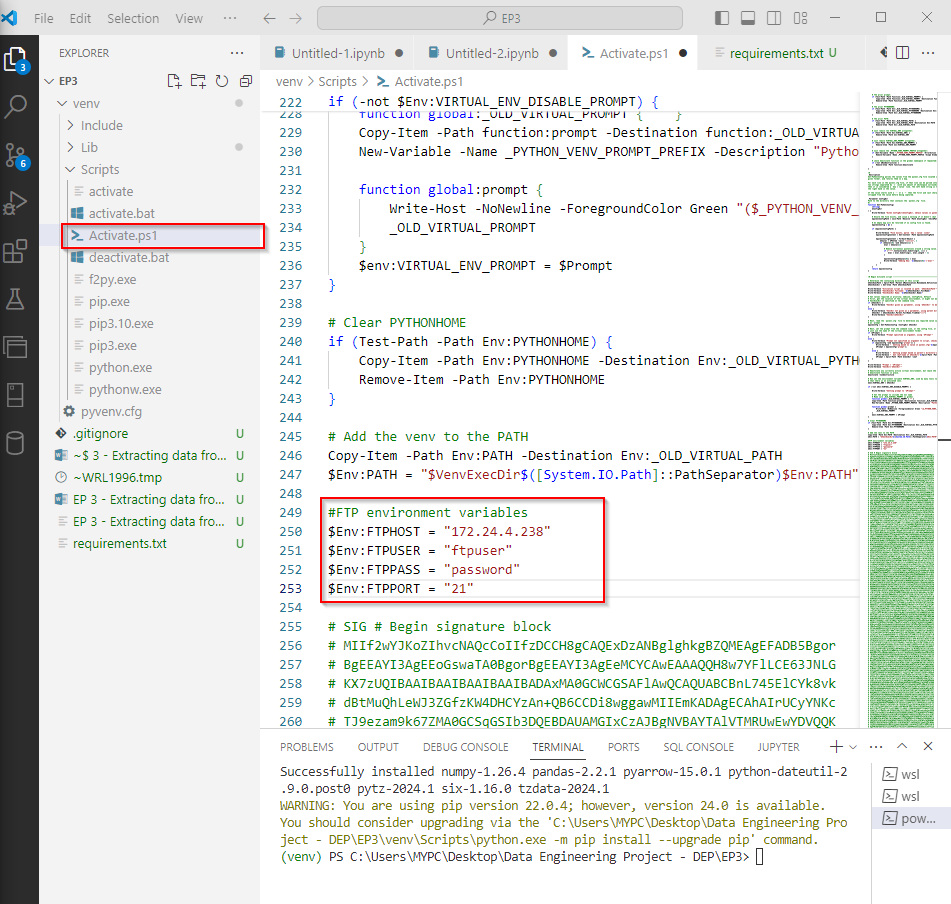 File Edit Selection View ··· EP3
EXPLORER
Untitled-1.ipynb
Untitled-2.ipynb
Activate.ps1
requirements.txt U
3
6
EP3
venv
Include
Lib
Scripts
activate
activate.bat
Activate.ps1
deactivate.bat
f2py.exe
pip.exe
pip3.10.exe
pip3.exe
python.exe
pythonw.exe
pyvenv.cfg
.gitignore U
~$ 3 - Extracting data fro... U
~WRL1996.tmp U
EP 3 - Extracting data fro... U
EP 3 - Extracting data fro... U
requirements.txt U
venv > Scripts > Activate.ps1
222 if (-not $Env:VIRTUAL_ENV_DISABLE_PROMPT) {
228 function global:_OLD_VIRTUAL_PROMPT { "" }
229 Copy-Item -Path function:prompt -Destination function:_OLD_VIRTUA
230 New-Variable -Name _PYTHON_VENV_PROMPT_PREFIX -Description "Pytho
231
232 function global:prompt {
233 Write-Host -NoNewline -ForegroundColor Green "($_PYTHON_VENV_
234 _OLD_VIRTUAL_PROMPT
235 }
236 $env:VIRTUAL_ENV_PROMPT = $Prompt
237 }
238
239 # Clear PYTHONHOME
240 if (Test-Path -Path Env:PYTHONHOME) {
241 Copy-Item -Path Env:PYTHONHOME -Destination Env:_OLD_VIRTUAL_PYTH
242 Remove-Item -Path Env:PYTHONHOME
243 }
244
245 # Add the venv to the PATH
246 Copy-Item -Path Env:PATH -Destination Env:_OLD_VIRTUAL_PATH
247 $Env:PATH = "$VenvExecDir$([System.IO.Path]::PathSeparator)$Env:PATH"
248
249 #FTP environment variables
250 $Env:FTPHOST = "172.24.4.238"
251 $Env:FTPUSER = "ftpuser"
252 $Env:FTPPASS = "password"
253 $Env:FTPPORT = "21"
254
255 # SIG # Begin signature block
256 # MIIf2wYJKoZIhvcNAQcCoIIfzDCCH8gCAQExDzANBglghkgBZQMEAgEFADB5Bgor
257 # BgEEAYI3AgEEoGswaTA0BgorBgEEAYI3AgEeMCYCAwEAAAQQH8w7YFlLCE63JNLG
258 # KX7zUQIBAAIBAAIBAAIBAAIBADAxMA0GCWCGSAFlAwQCAQUABCBnL745ElCYk8vk
259 # dBtMuQhLeWJ3ZGfzKW4DHCYzAn+QB6CCDi8wggawMIIEmKADAgECAhAIrUCyYNKc
260 # TJ9ezam9k67ZMA0GCSqGSIb3DQEBDAUAMGIxCzAJBgNVBAYTAlVTMRUwEwYDVQQK
PROBLEMS OUTPUT DEBUG CONSOLE TERMINAL PORTS SQL CONSOLE JUPYTER
Successfully installed numpy-1.26.4 pandas-2.2.1 pyarrow-15.0.1 python-dateutil-2
.9.0.post0 pytz-2024.1 six-1.16.0 tzdata-2024.1
WARNING: You are using pip version 22.0.4; however, version 24.0 is available.
You should consider upgrading via the 'C:\Users\MYPC\Desktop\Data Engineering Pro
ject - DEP\EP3\venv\Scripts\python.exe -m pip install --upgrade pip' command.
(venv) PS C:\Users\MYPC\Desktop\Data Engineering Project - DEP\EP3>
wsl
wsl
pow...